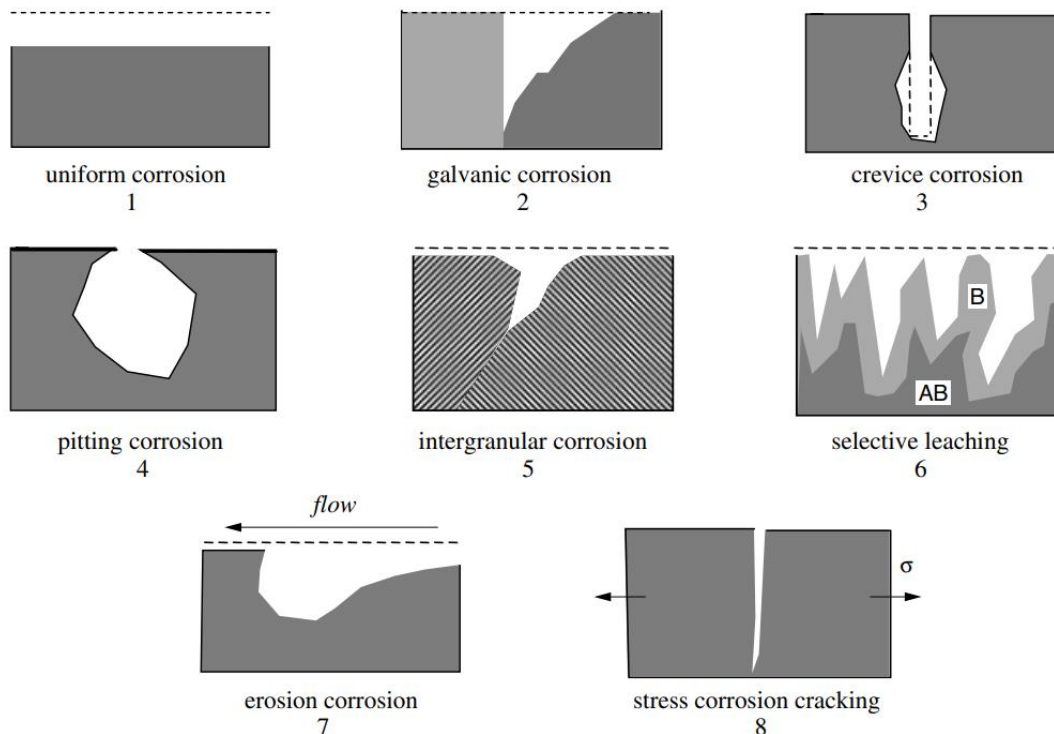 uniform corrosion
1
galvanic corrosion
2
crevice corrosion
3
pitting corrosion
4
intergranular corrosion
5
B
AB
selective leaching
6
flow
erosion corrosion
7
σ
stress corrosion cracking
8